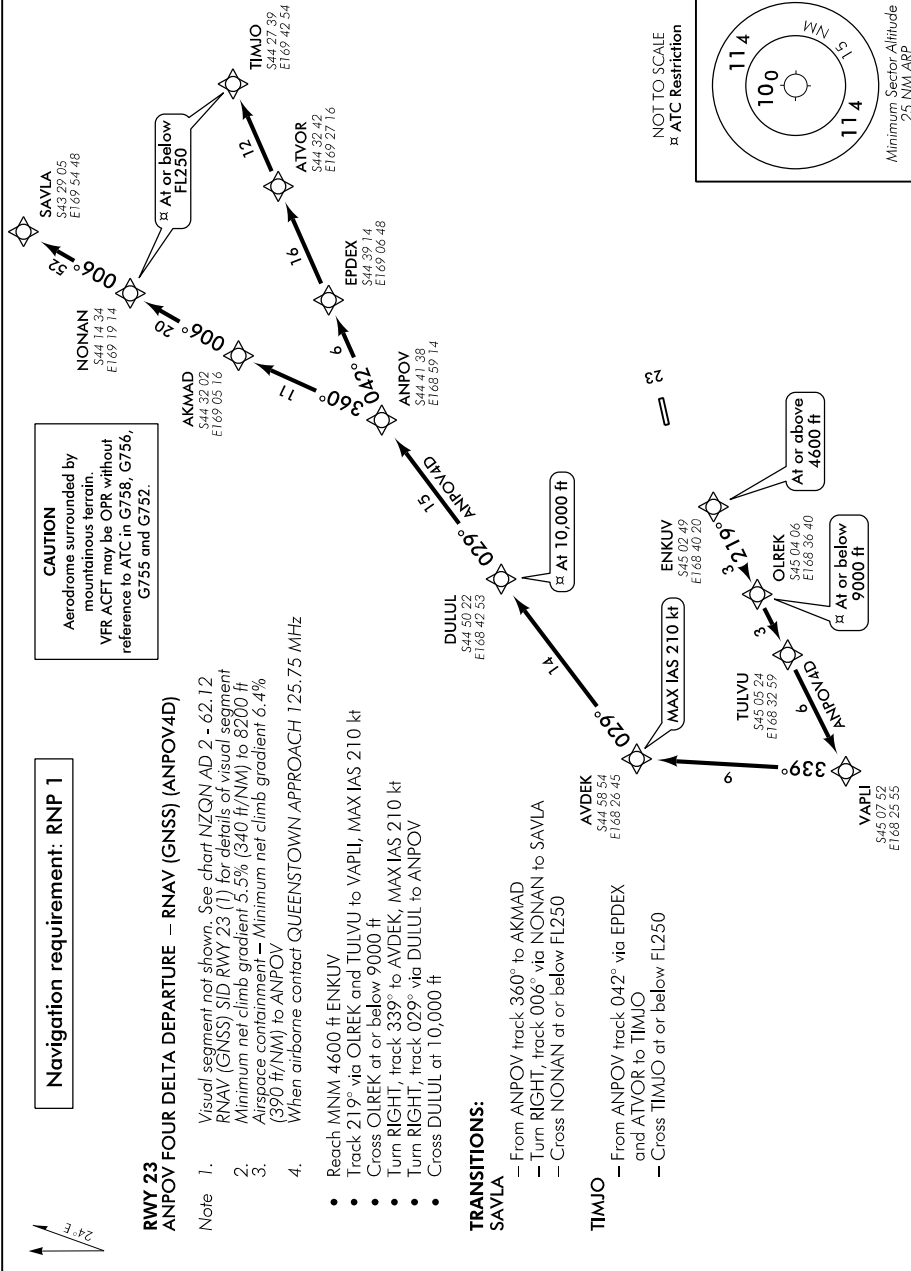 24°E
Navigation requirement: RNP 1
RWY 23
ANPOV FOUR DELTA DEPARTURE – RNAV (GNSS) (ANPOV4D)
Note 1. Visual segment not shown. See chart NZQN AD 2 - 62.12
RNAV (GNSS) SID RWY 23 (1) for details of visual segment
2. Minimum net climb gradient 5.5% (340 ft/NM) to 8200 ft
3. Airspace containment – Minimum net climb gradient 6.4%
(390 ft/NM) to ANPOV
4. When airborne contact QUEENSTOWN APPROACH 125.75 MHz
• Reach MNM 4600 ft ENKUV
• Track 219° via OLREK and TULVU to VAPLI, MAX IAS 210 kt
• Cross OLREK at or below 9000 ft
• Turn RIGHT, track 339° to AVDEK, MAX IAS 210 kt
• Turn RIGHT, track 029° via DULUL to ANPOV
• Cross DULUL at 10,000 ft
TRANSITIONS:
SAVLA
– From ANPOV track 360° to AKMAD
– Turn RIGHT, track 006° via NONAN to SAVLA
– Cross NONAN at or below FL250
TIMJO
– From ANPOV track 042° via EPDEX
and ATVOR to TIMJO
– Cross TIMJO at or below FL250
CAUTION
Aerodrome surrounded by
mountainous terrain.
VFR ACFT may be OPR without
reference to ATC in G758, G756,
G755 and G752.
SAVLA
S43 29 05
E169 54 48
52
006°
NONAN
S44 14 34
E169 19 14
¤ At or below
FL250
20
006°
AKMAD
S44 32 02
E169 05 16
11
360°
TIMJO
S44 27 39
E169 42 54
12
ATVOR
S44 32 42
E169 27 16
16
EPDEX
S44 39 14
E169 06 48
6
042°
ANPOV
S44 41 38
E168 59 14
15
ANPOV4D
029°
DULUL
S44 50 22
E168 42 53
¤ At 10,000 ft
14
029°
AVDEK
S44 58 54
E168 26 45
MAX IAS 210 kt
9
339°
VAPLI
S45 07 52
E168 25 55
6
ANPOV4D
TULVU
S45 05 24
E168 32 59
3
OLREK
S45 04 06
E168 36 40
¤ At or below
9000 ft
3
219°
ENKUV
S45 02 49
E168 40 20
At or above
4600 ft
23
NOT TO SCALE
¤ ATC Restriction
11 4
10 0
15 NM
11 4
Minimum Sector Altitude
25 NM ARP